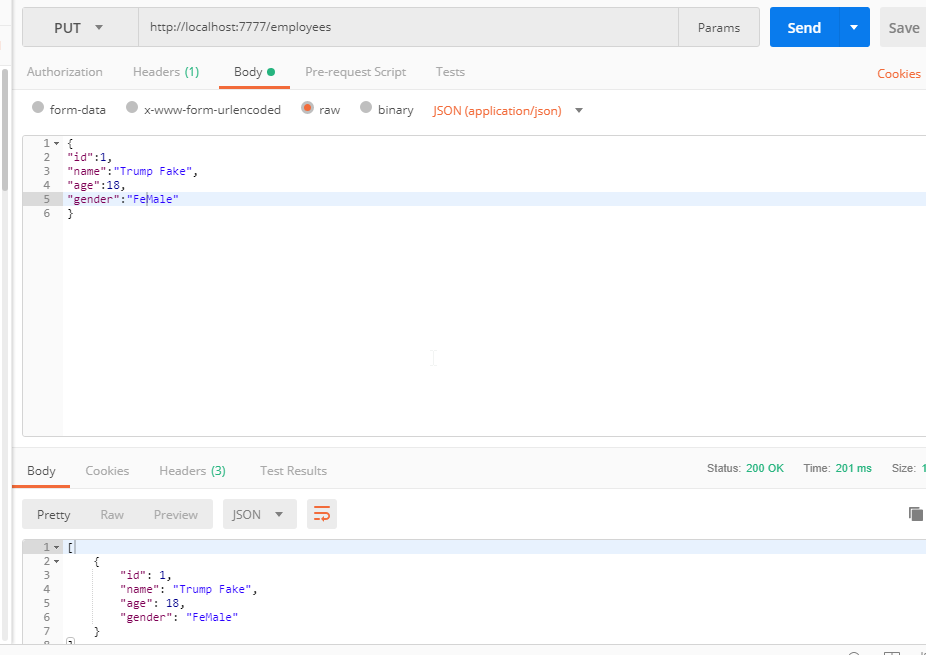 PUT http://localhost:7777/employees Params Send Save
Authorization Headers (1) Body Pre-request Script Tests Cookies
form-data x-www-form-urlencoded raw binary JSON (application/json)
1 {
2 "id":1,
3 "name":"Trump Fake",
4 "age":18,
5 "gender":"FeMale"
6 }
Body Cookies Headers (3) Test Results Status: 200 OK Time: 201 ms Size: 1
Pretty Raw Preview JSON
1 [
2 {
3 "id": 1,
4 "name": "Trump Fake",
5 "age": 18,
6 "gender": "FeMale"
7 }
8 ]